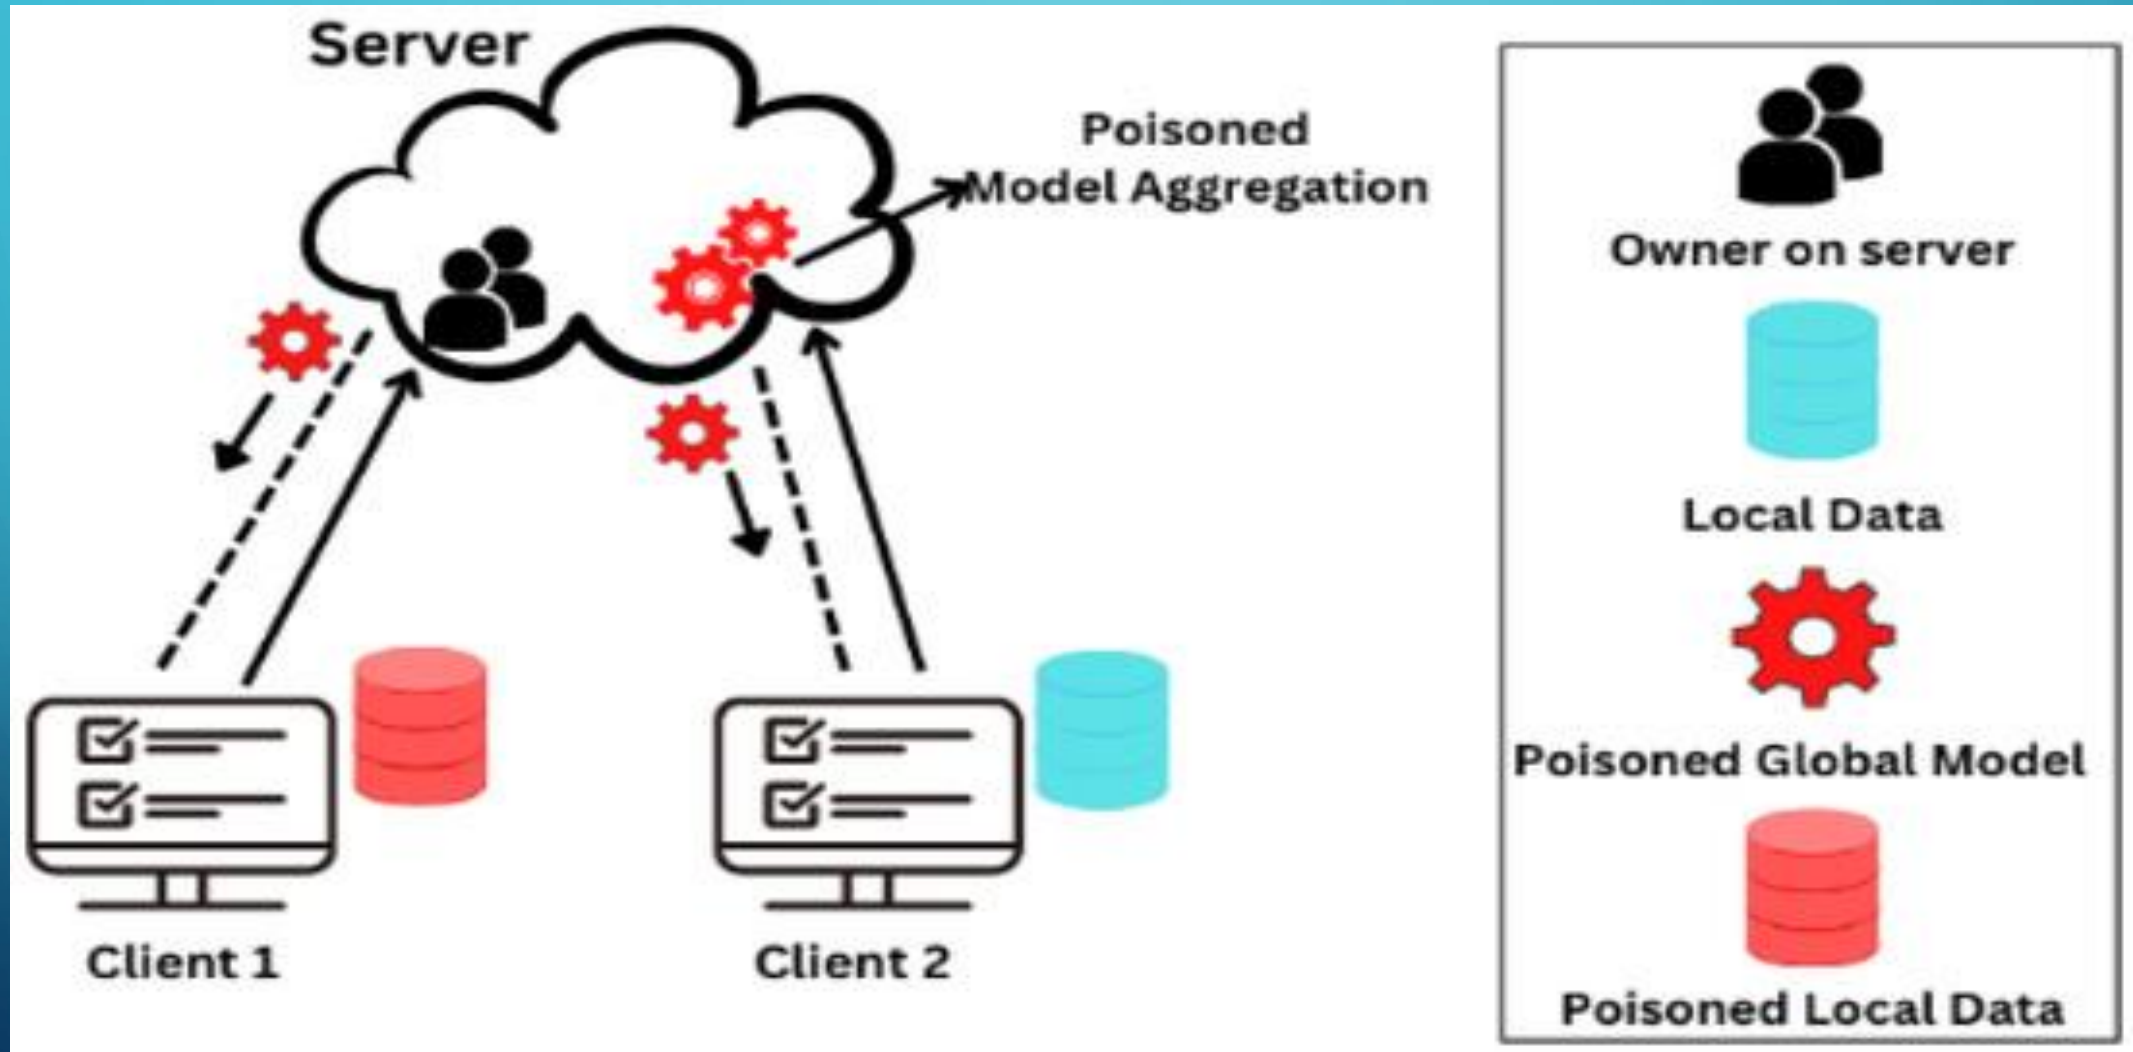 Server
Poisoned
Model Aggregation
Client 1
Client 2
Owner on server
Local Data
Poisoned Global Model
Poisoned Local Data